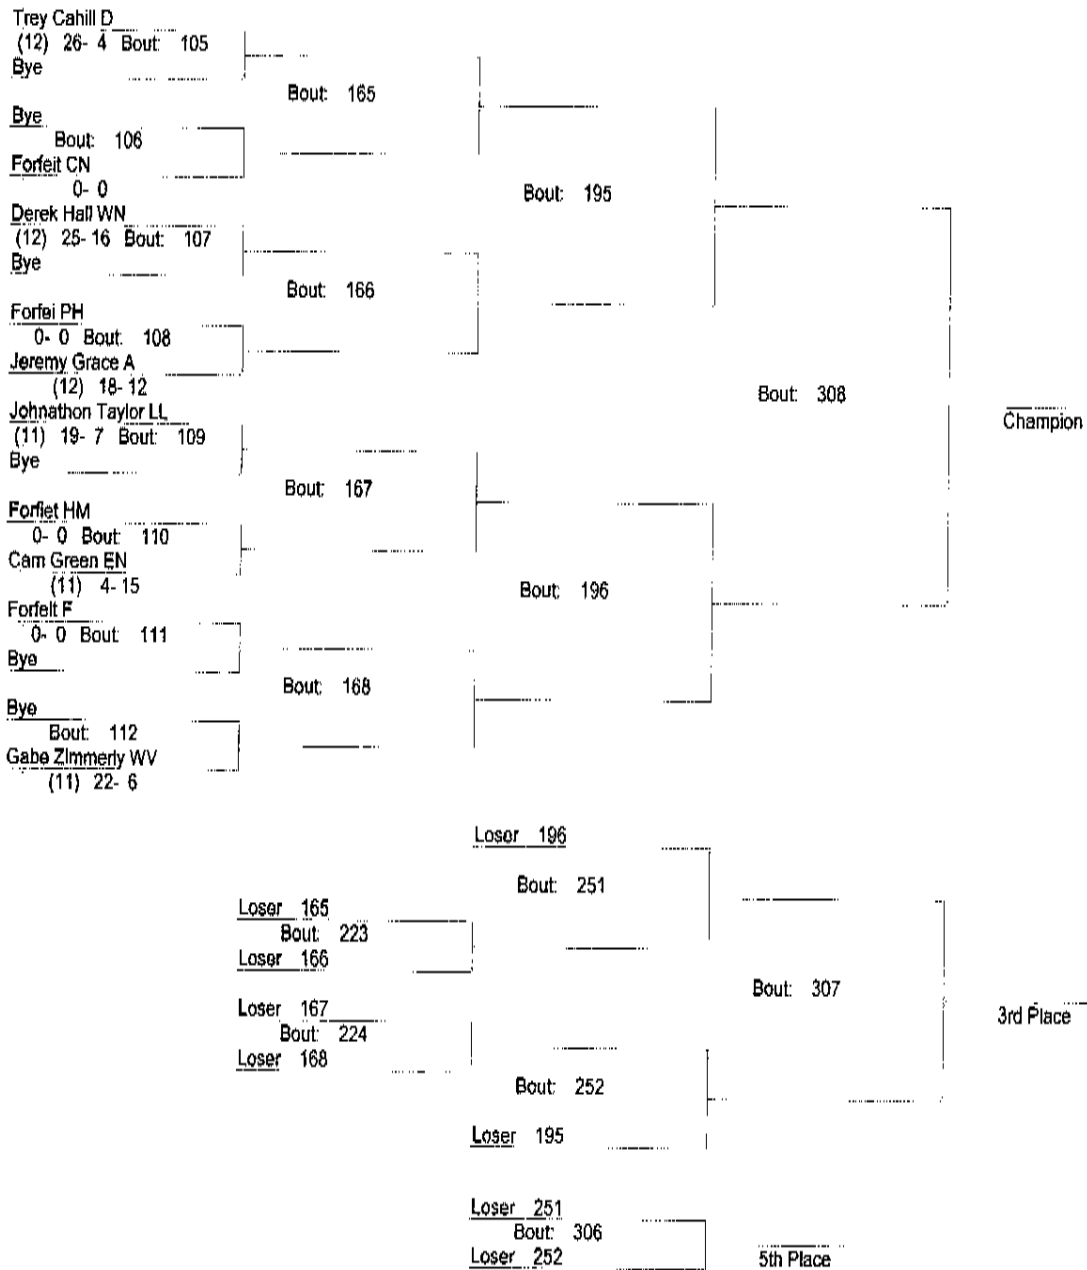 Trey Cahill D
(12) 26- 4 Bout: 105
Bye
Bout: 165
Bye
Bout: 106
Forfeit CN
0- 0
Bout: 195
Derek Hall WN
(12) 25- 16 Bout: 107
Bye
Bout: 166
Forfei PH
0- 0 Bout: 108
Jeremy Grace A
(12) 18- 12
Bout: 308
Champion
Johnathon Taylor LL
(11) 19- 7 Bout: 109
Bye
Bout: 167
Forfiet HM
0- 0 Bout: 110
Cam Green EN
(11) 4- 15
Bout: 196
Forfeit F
0- 0 Bout: 111
Bye
Bout: 168
Bye
Bout: 112
Gabe Zimmerly WV
(11) 22- 6
Loser 196
Bout: 251
Loser 165
Bout: 223
Loser 166
Bout: 307
3rd Place
Loser 167
Bout: 224
Loser 168
Bout: 252
Loser 195
Loser 251
Bout: 306
Loser 252
5th Place